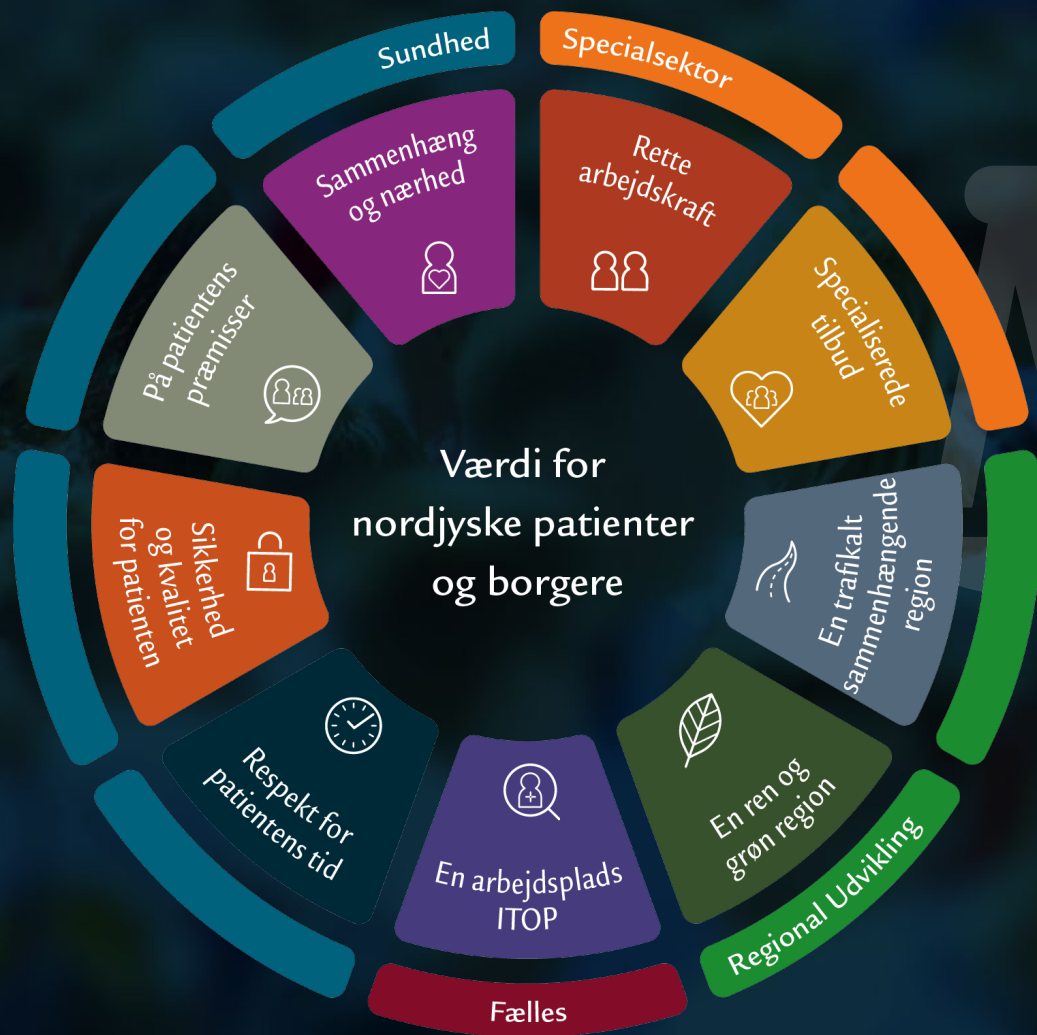 Sundhed
Specialsektor
Sammenhæng
og nærhed
Rette
arbejdskraft
På patientens
præmisser
Specialiserede
tilbud
Værdi for
nordjyske patienter
og borgere
Sikkerhed
og kvalitet
for patienten
En trafikalt
sammenhængende
region
Respekt for
patientens tid
En ren og
grøn region
En arbejdsplads
ITOP
Regional Udvikling
Fælles